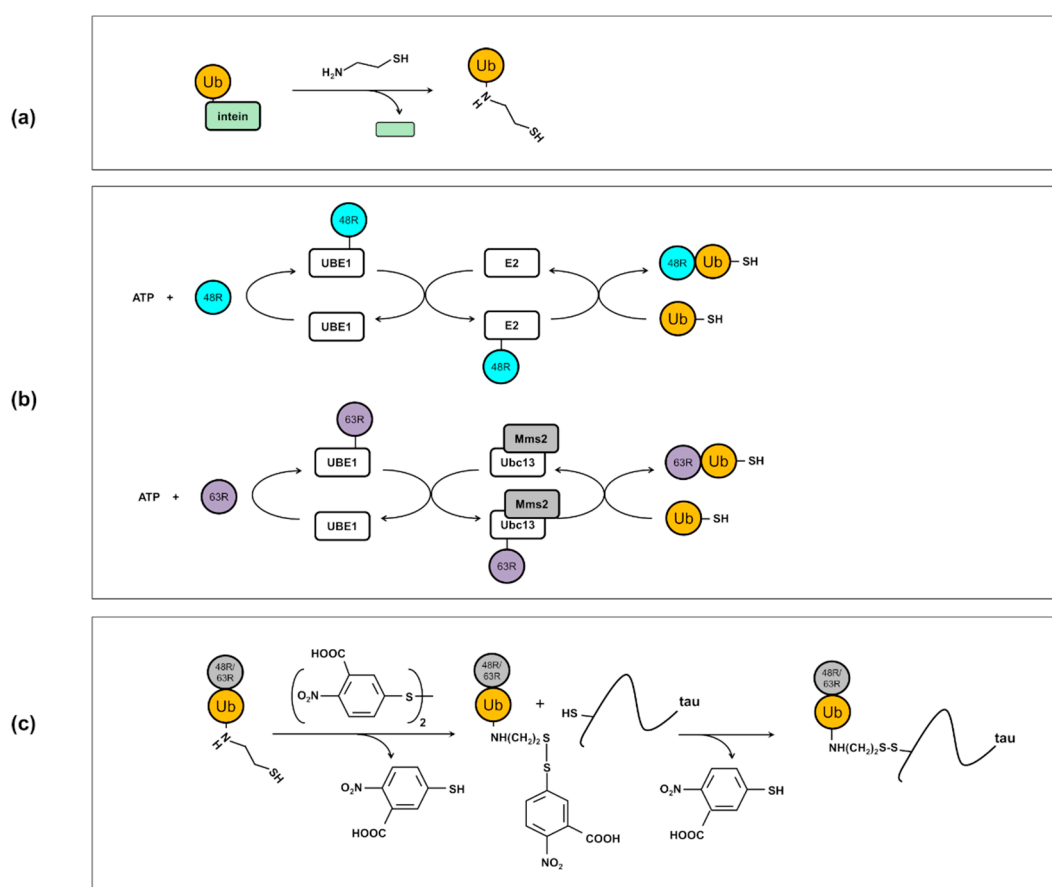 (a)
Ub
intein
H₂N
SH
Ub
N
H
SH
(b)
48R
UBE1
E2
48R
Ub
SH
ATP + 48R
UBE1
E2
Ub
SH
48R
63R
UBE1
Mms2
Ubc13
63R
Ub
SH
ATP + 63R
UBE1
Mms2
Ubc13
Ub
SH
63R
(c)
48R/
63R
Ub
N
H
SH
HOOC
O₂N
S
2
NO₂
SH
HOOC
48R/
63R
Ub
NH(CH₂)₂S
S
COOH
NO₂
+
HS
tau
NO₂
SH
HOOC
48R/
63R
Ub
NH(CH₂)₂S-S
tau